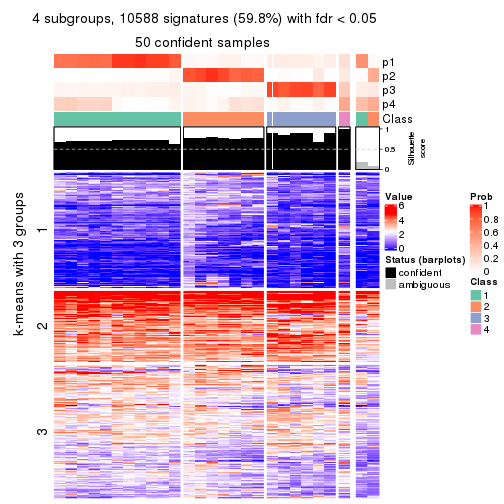 4 subgroups, 10588 signatures (59.8%) with fdr < 0.05
50 confident samples
p1
p2
p3
p4
Class
1
0.5
0
Silhouette
score
k-means with 3 groups
1
2
3
Value
6
4
2
0
Status (barplots)
confident
ambiguous
Prob
1
0.8
0.6
0.4
0.2
0
Class
1
2
3
4